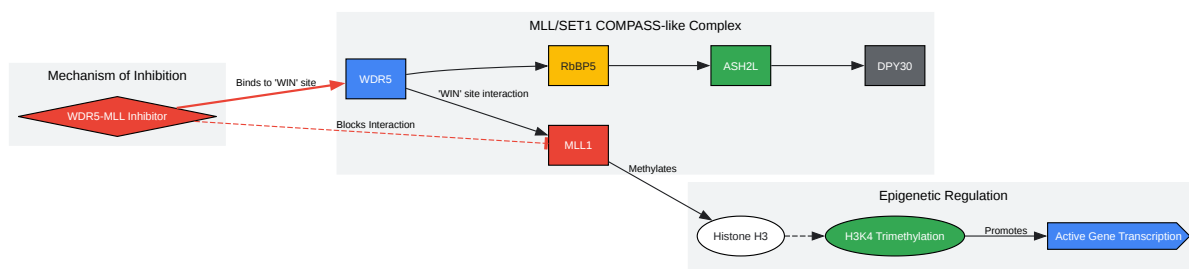 MLL/SET1 COMPASS-like Complex
Mechanism of Inhibition
WDR5-MLL Inhibitor
Binds to 'WIN' site
WDR5
RbBP5
ASH2L
DPY30
'WIN' site interaction
Blocks Interaction
MLL1
Methylates
Epigenetic Regulation
Histone H3
H3K4 Trimethylation
Promotes
Active Gene Transcription